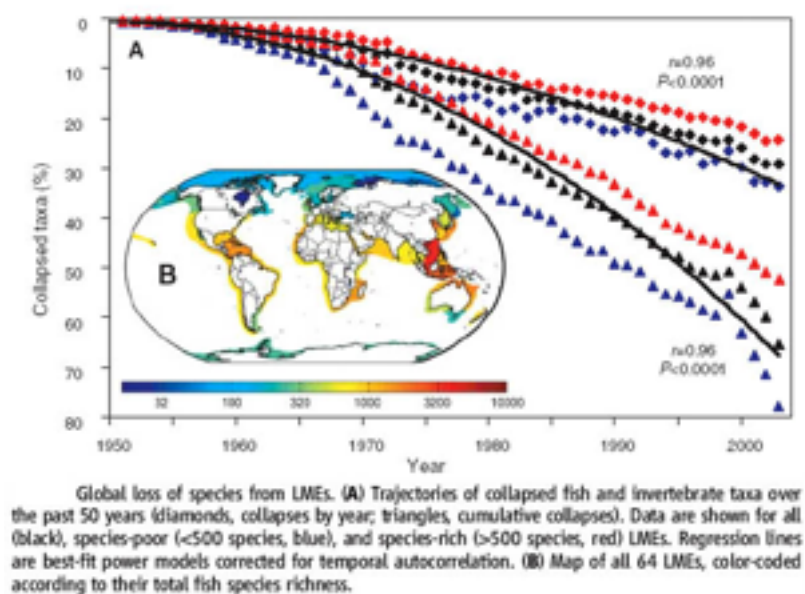 0
A
r=0.96
10
P<0.0001
20
30
Collapsed taxa (%)
40
B
50
60
r=0.96
P<0.0001
70
32 180 320 1000 3200 10000
80
1950 1960 1970 1980 1990 2000
Year
Global loss of species from LMEs. (A) Trajectories of collapsed fish and invertebrate taxa over
the past 50 years (diamonds, collapses by year; triangles, cumulative collapses). Data are shown for all
(black), species-poor (<500 species, blue), and species-rich (>500 species, red) LMEs. Regression lines
are best-fit power models corrected for temporal autocorrelation. (B) Map of all 64 LMEs, color-coded
according to their total fish species richness.